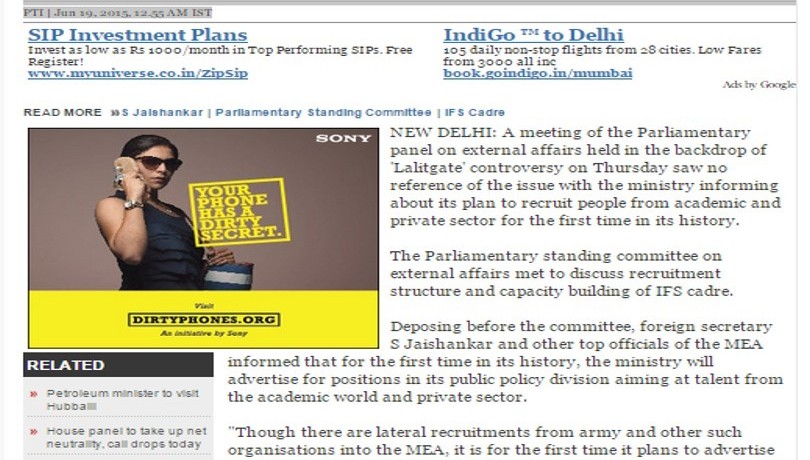 PTI | Jun 19, 2015, 12.55 AM IST
SIP Investment Plans
Invest as low as Rs 1000/month in Top Performing SIPs. Free
Register!
www.myuniverse.co.in/ZipSip
IndiGo ™ to Delhi
105 daily non-stop flights from 28 cities. Low Fares
from 3000 all inc
book.goindigo.in/mumbai
Ads by Google
READ MORE »S Jaishankar | Parliamentary Standing Committee | IFS Cadre
SONY
YOUR
PHONE
HAS A
DIRTY
SECRET.
Visit
DIRTYPHONES.ORG
An initiative by Sony
NEW DELHI: A meeting of the Parliamentary
panel on external affairs held in the backdrop of
'Lalitgate' controversy on Thursday saw no
reference of the issue with the ministry informing
about its plan to recruit people from academic and
private sector for the first time in its history.
The Parliamentary standing committee on
external affairs met to discuss recruitment
structure and capacity building of IFS cadre.
Deposing before the committee, foreign secretary
S Jaishankar and other top officials of the MEA
informed that for the first time in its history, the ministry will
advertise for positions in its public policy division aiming at talent from
the academic world and private sector.
"Though there are lateral recruitments from army and other such
organisations into the MEA, it is for the first time it plans to advertise
RELATED
» Petroleum minister to visit
Hubballi
» House panel to take up net
neutrality, call drops today